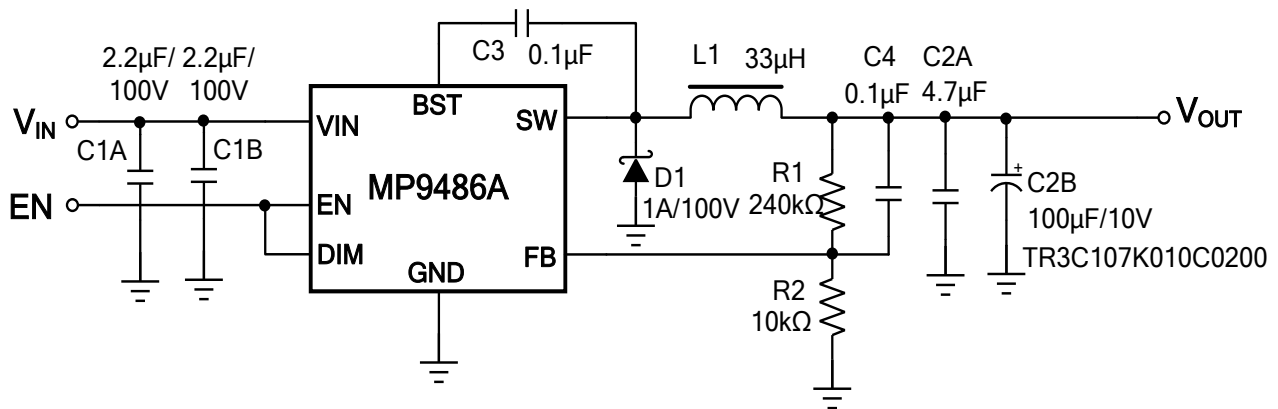 C3 0.1µF
L1 33µH
2.2µF/ 2.2µF/
100V 100V
C4 C2A
0.1µF 4.7µF
VIN
C1A C1B
VIN
BST
SW
VOUT
MP9486A
D1
1A/100V
R1
240kΩ
+
C2B
100µF/10V
TR3C107K010C0200
EN
EN
DIM
GND
FB
R2
10kΩ